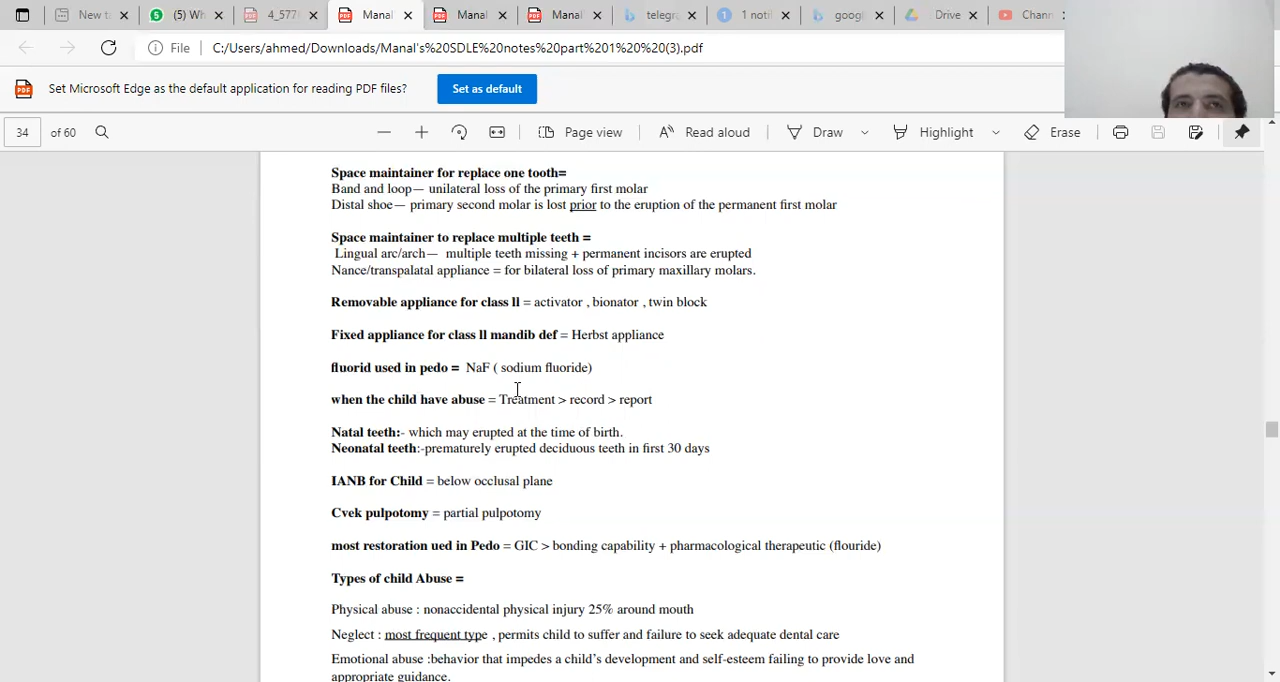 New ta
(5) Wh
4_577
Manal
Manal
Manal
telegra
1 noti
goog
Drive
Chann
File
C:/Users/ahmed/Downloads/Manal's%20SDLE%20notes%20part%201%20%20(3).pdf
PDF
Set Microsoft Edge as the default application for reading PDF files?
Set as default
34
of 60
Page view
Read aloud
Draw
Highlight
Erase
Space maintainer for replace one tooth=
Band and loop— unilateral loss of the primary first molar
Distal shoe— primary second molar is lost prior to the eruption of the permanent first molar
Space maintainer to replace multiple teeth =
Lingual arc/arch— multiple teeth missing + permanent incisors are erupted
Nance/transpalatal appliance = for bilateral loss of primary maxillary molars.
Removable appliance for class ll = activator , bionator , twin block
Fixed appliance for class ll mandib def = Herbst appliance
fluorid used in pedo = NaF ( sodium fluoride)
when the child have abuse = Treatment > record > report
Natal teeth:- which may erupted at the time of birth.
Neonatal teeth:-prematurely erupted deciduous teeth in first 30 days
IANB for Child = below occlusal plane
Cvek pulpotomy = partial pulpotomy
most restoration ued in Pedo = GIC > bonding capability + pharmacological therapeutic (flouride)
Types of child Abuse =
Physical abuse : nonaccidental physical injury 25% around mouth
Neglect : most frequent type , permits child to suffer and failure to seek adequate dental care
Emotional abuse :behavior that impedes a child's development and self-esteem failing to provide love and
appropriate guidance.